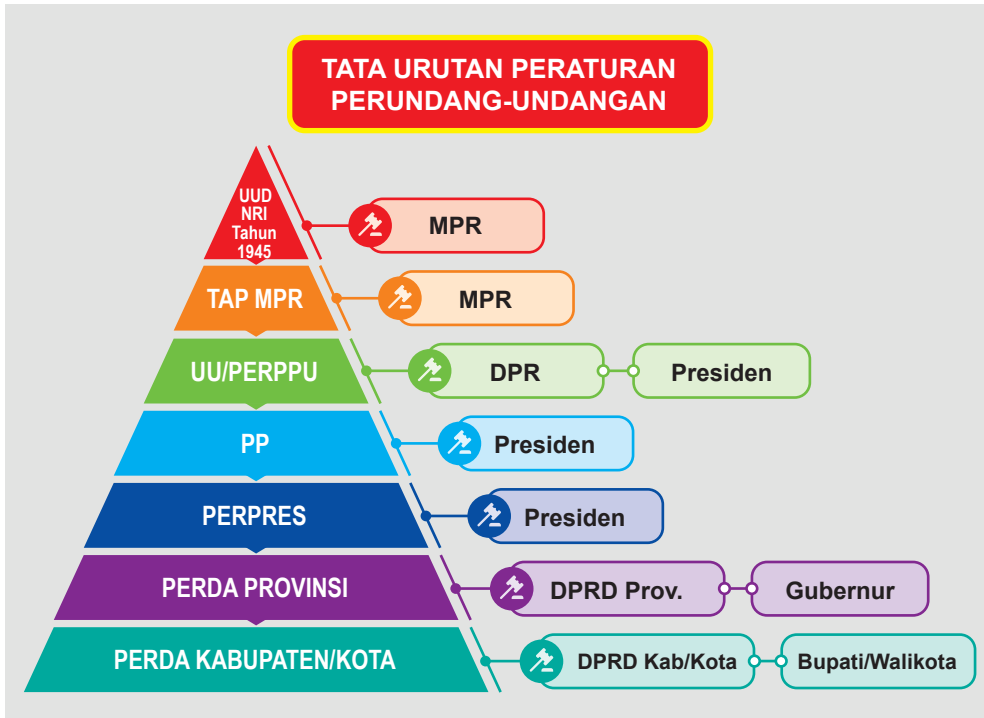 TATA URUTAN PERATURAN
PERUNDANG-UNDANGAN
UUD
NRI
Tahun
1945
MPR
TAP MPR
MPR
UU/PERPPU
DPR
Presiden
PP
Presiden
PERPRES
Presiden
PERDA PROVINSI
DPRD Prov.
Gubernur
PERDA KABUPATEN/KOTA
DPRD Kab/Kota
Bupati/Walikota